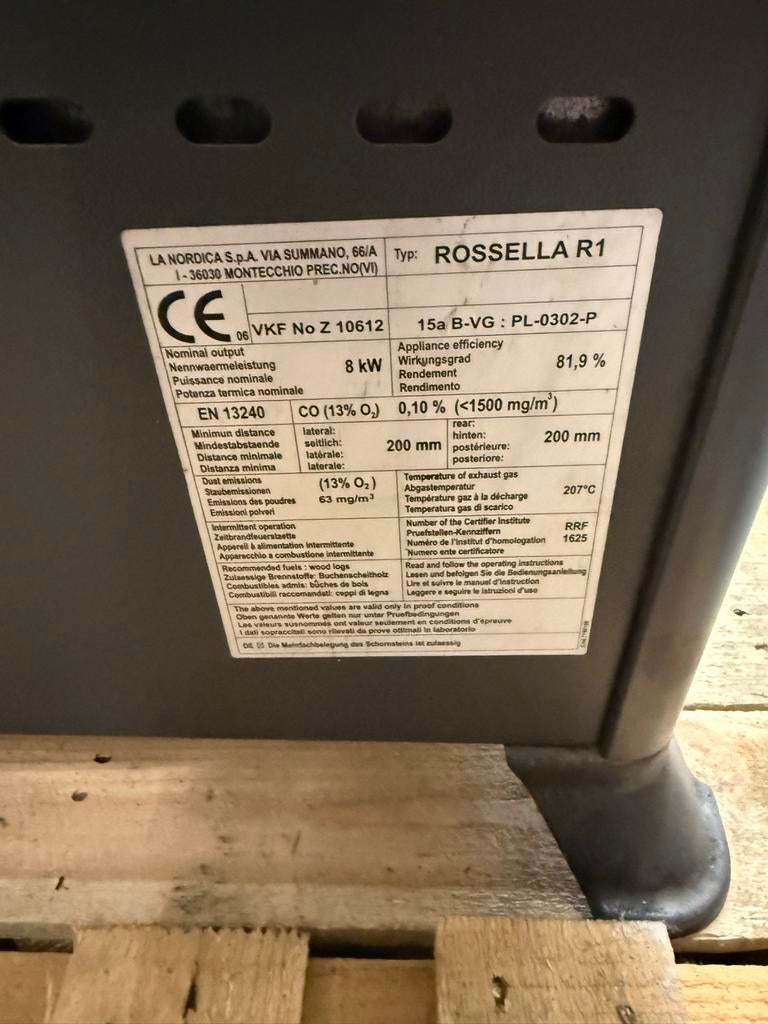 LA NORDICA S.p.A. VIA SUMMANO, 66/A
I - 36030 MONTECCHIO PREC.NO(VI)
Typ: ROSSELLA R1
CE 06 VKF No Z 10612
15a B-VG : PL-0302-P
Nominal output
Nennwaermeleistung
Puissance nominale
Potenza termica nominale
8 kW
Appliance efficiency
Wirkungsgrad
Rendement
Rendimento
81,9 %
EN 13240
CO (13% O₂) 0,10 % (<1500 mg/m³)
Minimun distance
Mindestabstaende
Distance minimale
Distanza minima
lateral:
seitlich:
latérale:
laterale:
200 mm
rear:
hinten:
postérieure:
posteriore:
200 mm
Dust emissions
Staubemissionen
Emissions des poudres
Emissioni polveri
(13% O₂)
63 mg/m³
Temperature of exhaust gas
Abgastemperatur
Température gaz à la décharge
Temperatura gas di scarico
207°C
Intermittent operation
Zeitbrandfeuerstaette
Appareil à alimentation intermittente
Apparecchio a combustione intermittente
Number of the Certifier Institute
Pruefstellen-Kennziffern
Numéro de l'institut d'homologation
Numero ente certificatore
RRF
1625
Recommended fuels : wood logs
Zulaessige Brennstoffe: Buchenscheitholz
Combustibles admis: bûches de bois
Combustibili raccomandati: ceppi di legna
Read and follow the operating instructions
Lesen und befolgen Sie die Bedienungsanleitung
Lire et suivre le manuel d'instruction
Leggere e seguire le istruzioni d'uso
The above mentioned values are valid only in proof conditions
Oben genannte Werte gelten nur unter Pruefbedingungen
Les valeurs susnommés ont valeur seulement en conditions d'épreuve
I dati sopraccitati sono rilevati da prove ottimali in laboratorio
DE ☒ Die Mehrfachbelegung des Schornsteins ist zulaessig